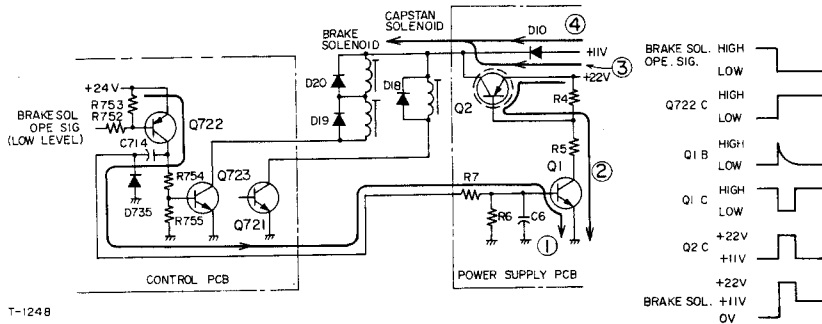 CAPSTAN
SOLENOID
BRAKE
SOLENOID
D10
④
+11V
③
+22V
Q2
R4
D20
D18
D19
R5
Q1
②
+24V
R753
R752
BRAKE SOL
OPE SIG.
(LOW LEVEL)
Q722
C714
R754
Q723
D735
R755
Q721
R7
R6
C6
①
CONTROL PCB
POWER SUPPLY PCB
T-1248
BRAKE SOL. HIGH
OPE. SIG.
LOW
Q722 C HIGH
LOW
Q1 B HIGH
LOW
Q1 C HIGH
LOW
Q2 C +22V
+11V
+22V
BRAKE SOL. +11V
0V